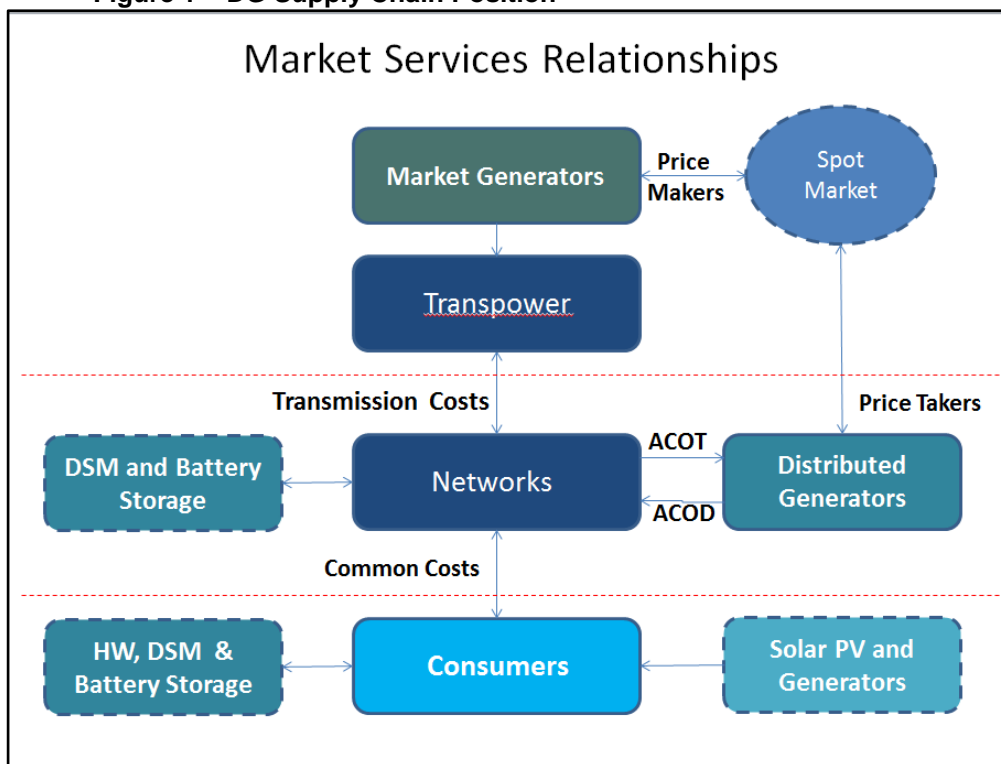 Market Services Relationships
Market Generators
Price
Makers
Spot
Market
Transpower
Transmission Costs
Price Takers
DSM and Battery
Storage
Networks
ACOT
ACOD
Distributed
Generators
Common Costs
HW, DSM &
Battery Storage
Consumers
Solar PV and
Generators